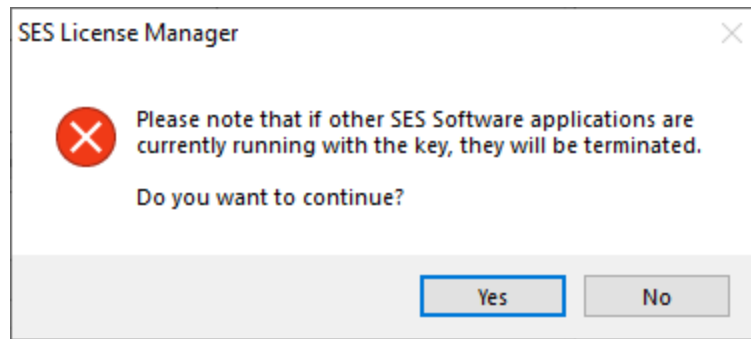 SES License Manager
Please note that if other SES Software applications are
currently running with the key, they will be terminated.
Do you want to continue?
Yes
No